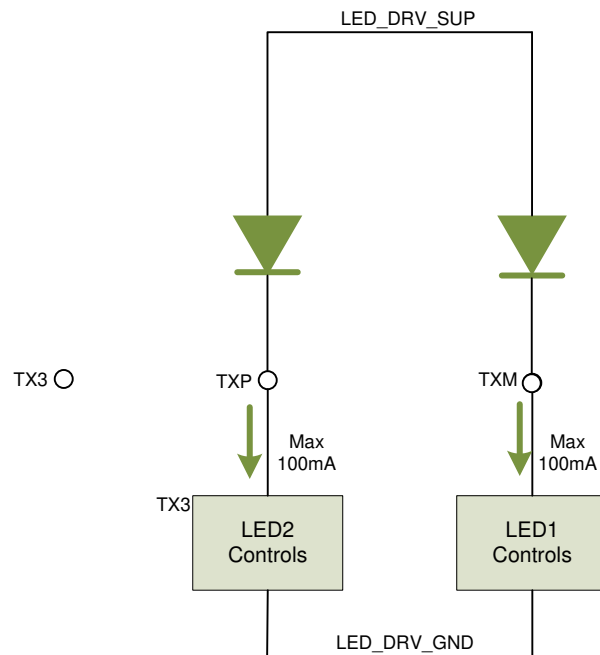 LED_DRV_SUP
TX3
TXP
TXM
Max
100mA
Max
100mA
TX3
LED2
Controls
LED1
Controls
LED_DRV_GND